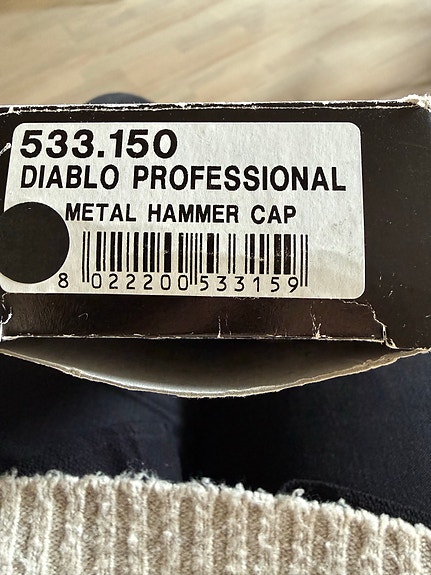 533.150
DIABLO PROFESSIONAL
METAL HAMMER CAP
8 022200 533159